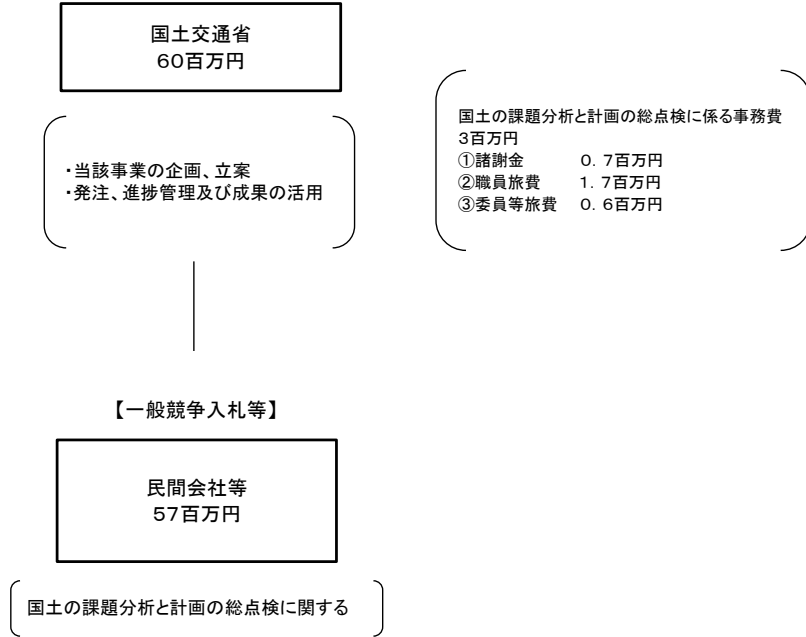 国土交通省
60百万円
・当該事業の企画、立案
・発注、進捗管理及び成果の活用
国土の課題分析と計画の総点検に係る事務費
3百万円
①諸謝金　　　0．7百万円
②職員旅費　　1．7百万円
③委員等旅費　0．6百万円
【一般競争入札等】
民間会社等
57百万円
国土の課題分析と計画の総点検に関する